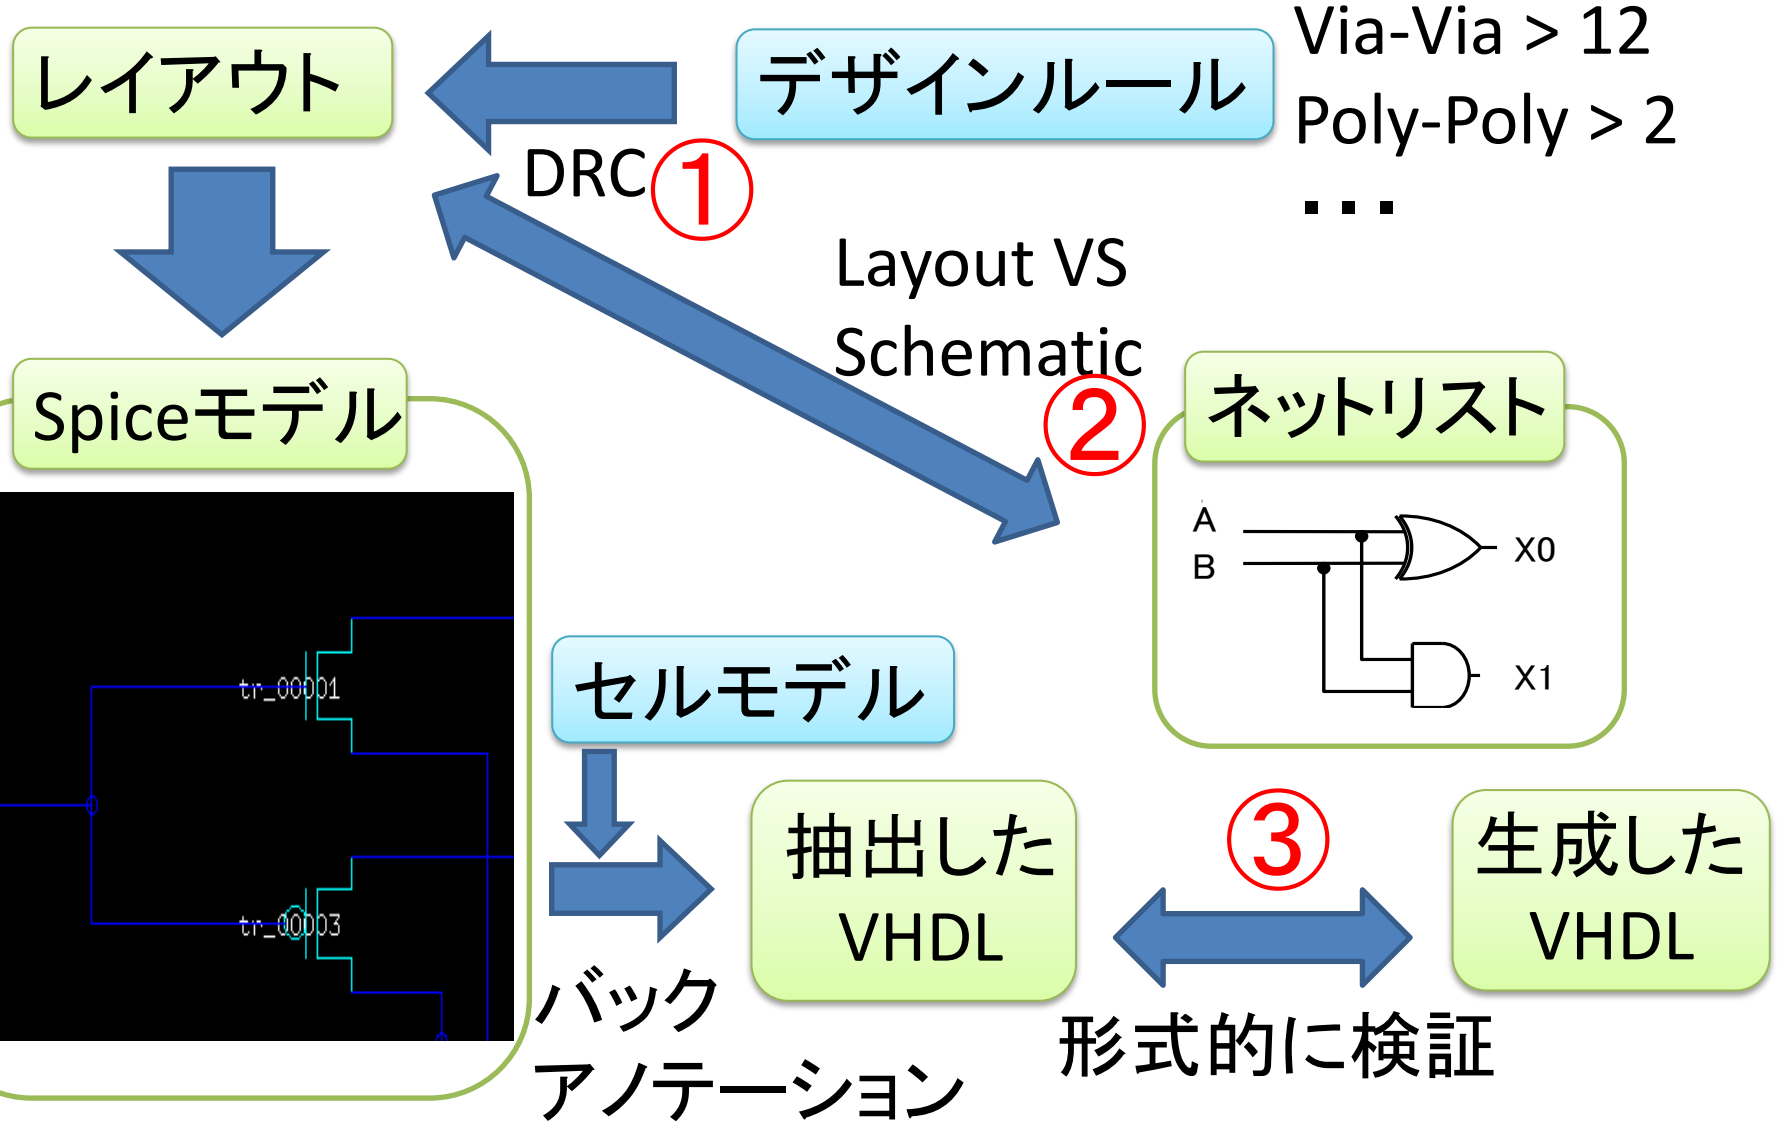 レイアウト
デザインルール
Via-Via > 12
Poly-Poly > 2
・・・
DRC
①
Layout VS
Schematic
②
Spiceモデル
ネットリスト
A
B
X0
X1
tr_00001
tr_00003
セルモデル
抽出した
VHDL
③
生成した
VHDL
バック
アノテーション
形式的に検証